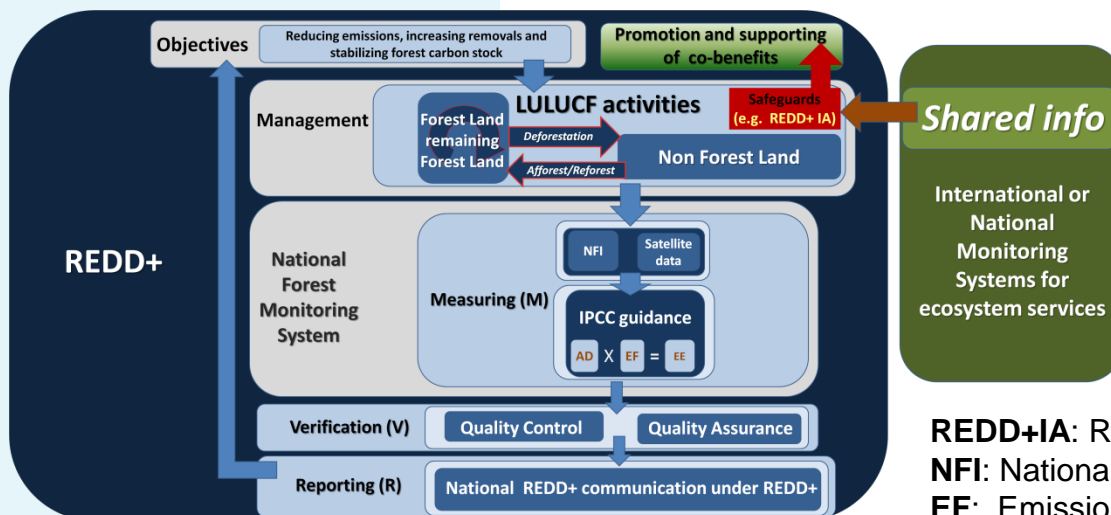 Objectives
Reducing emissions, increasing removals and
stabilizing forest carbon stock
Promotion and supporting
of co-benefits
Management
LULUCF activities
Safeguards
(e.g. REDD+ IA)
Forest Land
remaining
Forest Land
Deforestation
Afforest/Reforest
Non Forest Land
Shared info
International or
National
Monitoring
Systems for
ecosystem services
REDD+
National
Forest
Monitoring
System
Measuring (M)
NFI
Satellite
data
IPCC guidance
AD X EF = EE
Verification (V)
Quality Control
Quality Assurance
Reporting (R)
National REDD+ communication under REDD+
REDD+IA: R
NFI: National